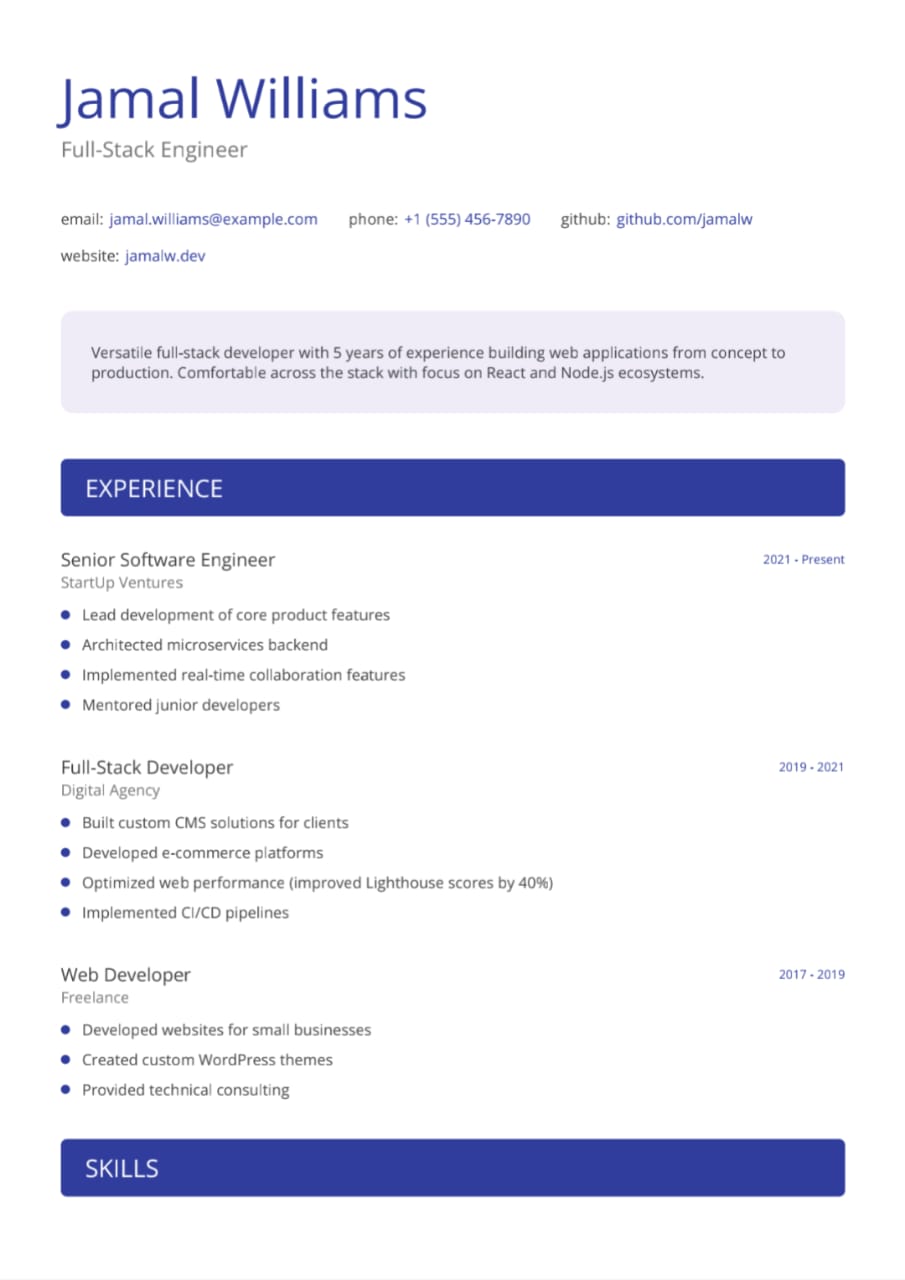 Jamal Williams
Full-Stack Engineer
email: jamal.williams@example.com phone: +1 (555) 456-7890 github: github.com/jamalw
website: jamalw.dev
Versatile full-stack developer with 5 years of experience building web applications from concept to
production. Comfortable across the stack with focus on React and Node.js ecosystems.
EXPERIENCE
Senior Software Engineer 2021 - Present
StartUp Ventures
Lead development of core product features
Architected microservices backend
Implemented real-time collaboration features
Mentored junior developers
Full-Stack Developer 2019 - 2021
Digital Agency
Built custom CMS solutions for clients
Developed e-commerce platforms
Optimized web performance (improved Lighthouse scores by 40%)
Implemented CI/CD pipelines
Web Developer 2017 - 2019
Freelance
Developed websites for small businesses
Created custom WordPress themes
Provided technical consulting
SKILLS